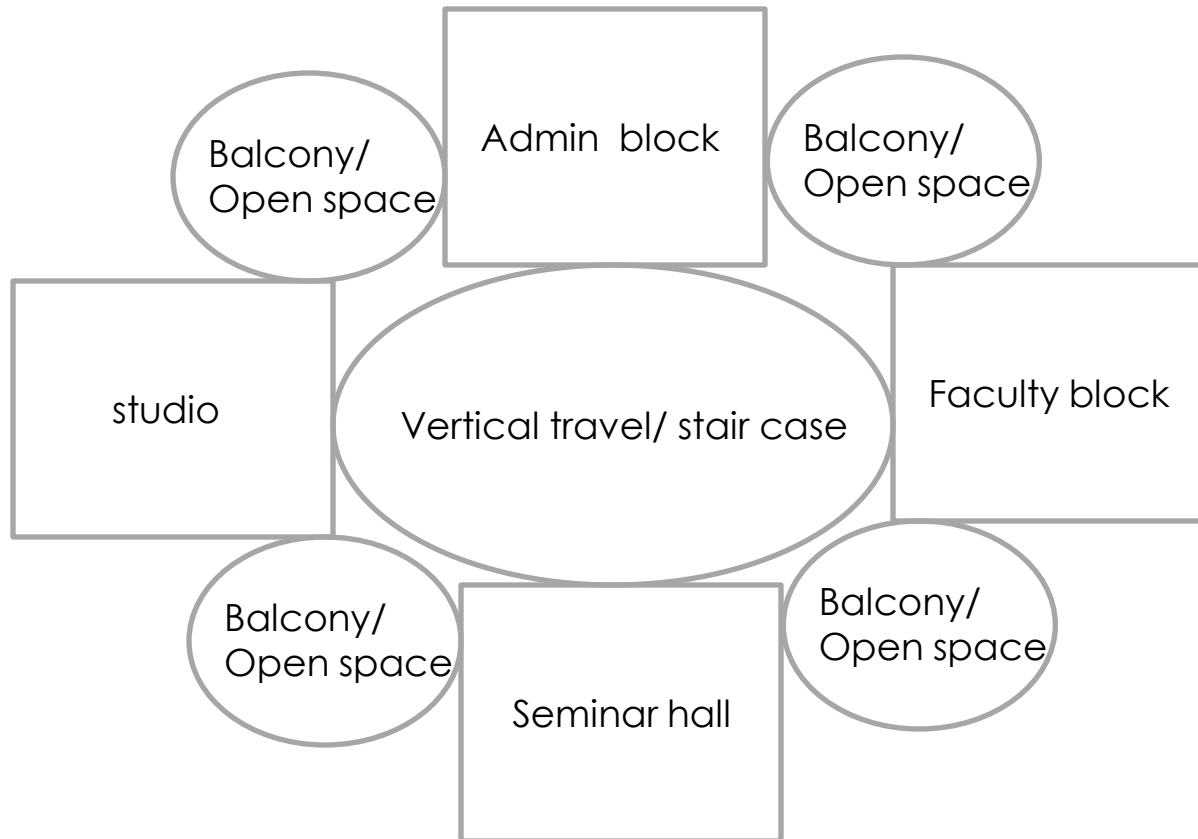 Admin block
Balcony/
Open space
Balcony/
Open space
studio
Vertical travel/ stair case
Faculty block
Balcony/
Open space
Seminar hall
Balcony/
Open space